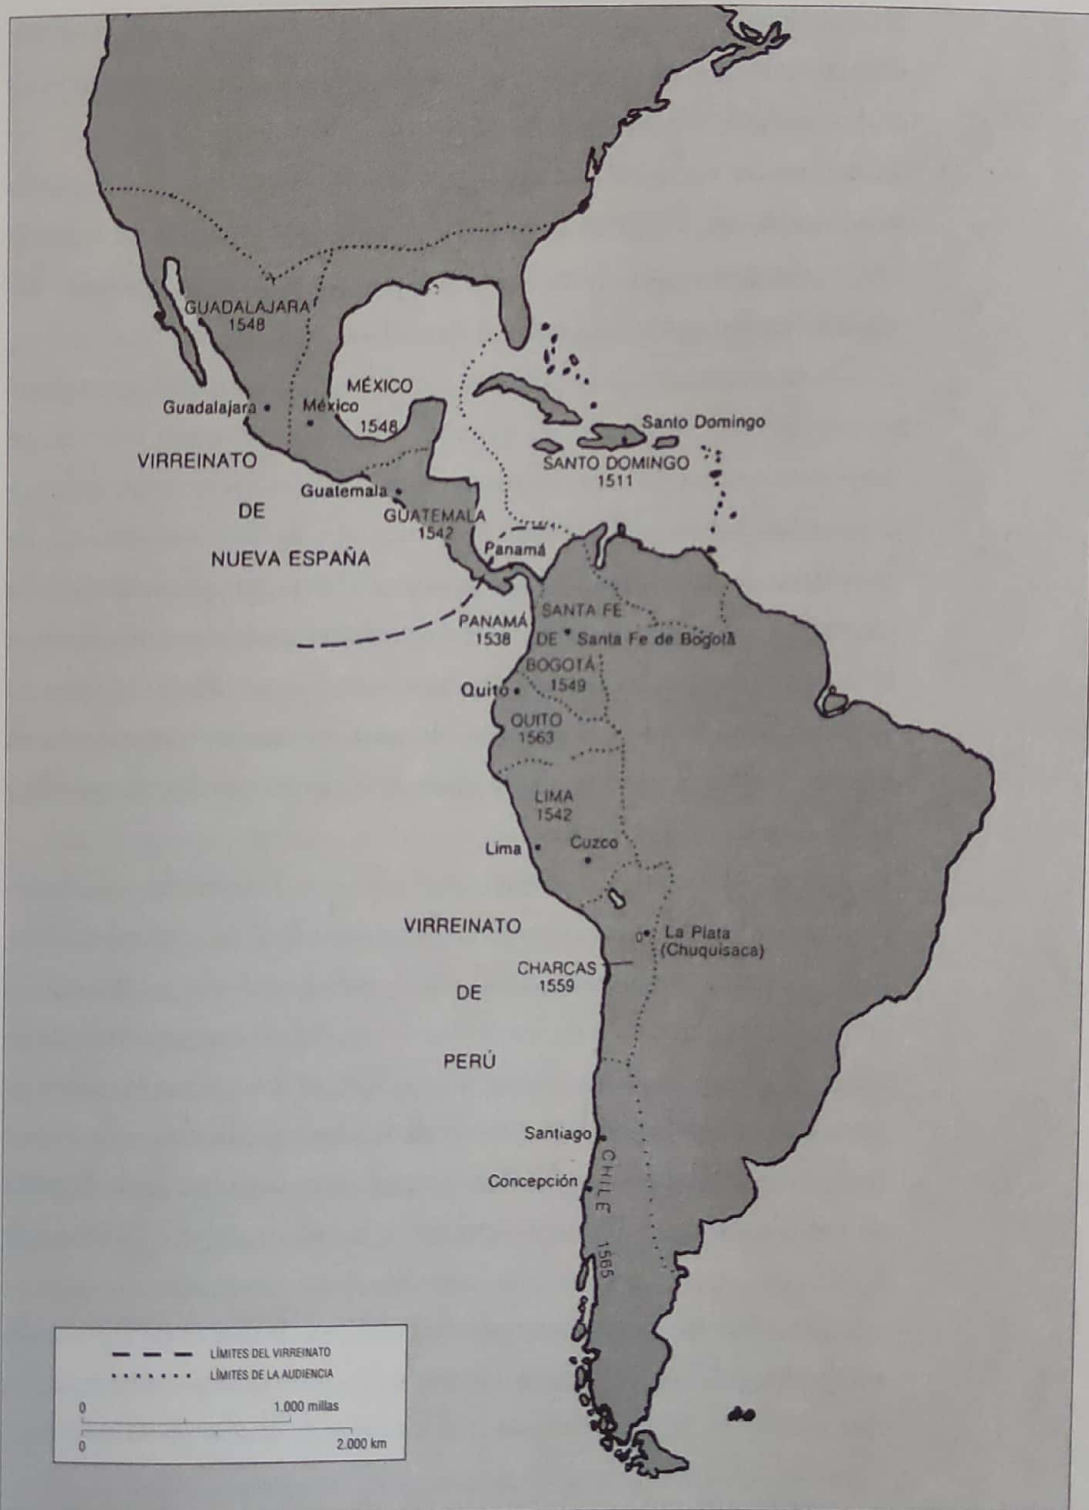 GUADALAJARA
1548
MÉXICO
Guadalajara
México
1548
Santo Domingo
VIRREINATO
SANTO DOMINGO
1511
Guatemala
DE
GUATEMALA
1542
NUEVA ESPAÑA
Panamá
PANAMÁ
1538
SANTA FE
DE
Santa Fe de Bogotá
BOGOTÁ
1549
Quito
QUITO
1563
LIMA
1542
Lima
Cuzco
VIRREINATO
La Plata
(Chuquisaca)
CHARCAS
1559
DE
PERÚ
Santiago
CHILE 1565
Concepción
LÍMITES DEL VIRREINATO
LÍMITES DE LA AUDIENCIA
0 1.000 millas
0 2.000 km